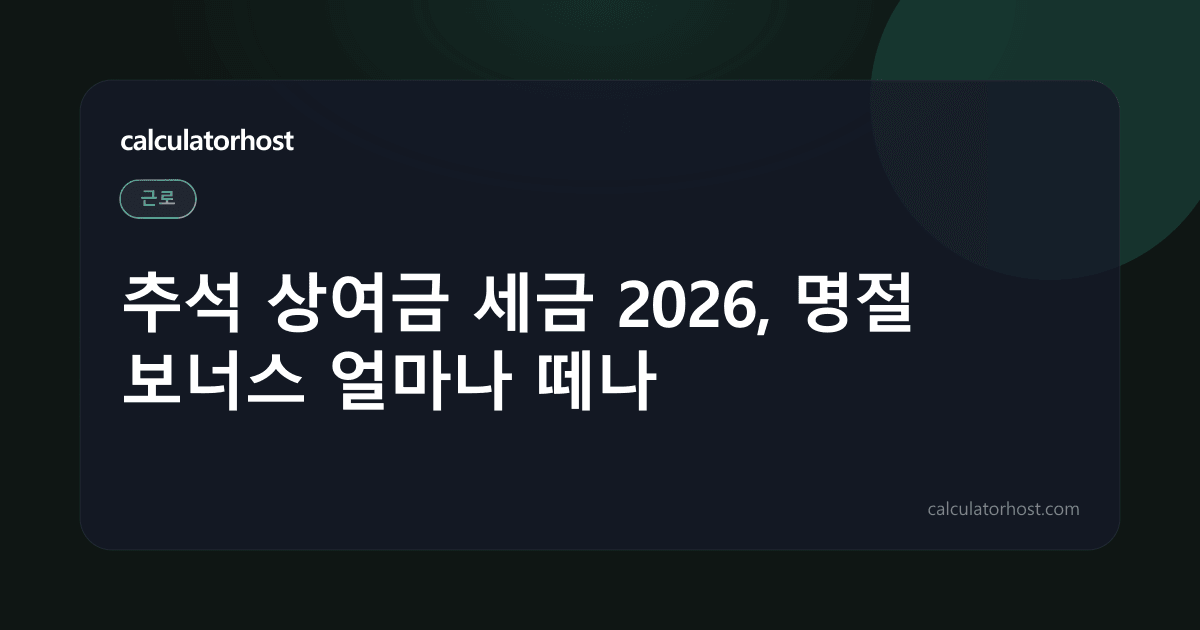 calculatorhost
근로
추석 상여금 세금 2026, 명절
보너스 얼마나 떼나
calculatorhost.com